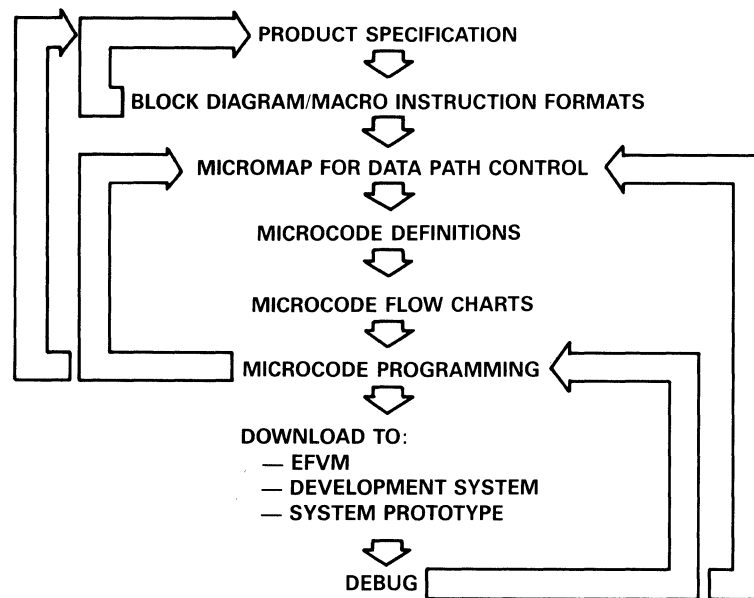 PRODUCT SPECIFICATION
BLOCK DIAGRAM/MACRO INSTRUCTION FORMATS
MICROMAP FOR DATA PATH CONTROL
MICROCODE DEFINITIONS
MICROCODE FLOW CHARTS
MICROCODE PROGRAMMING
DOWNLOAD TO:
— EFVM
— DEVELOPMENT SYSTEM
— SYSTEM PROTOTYPE
DEBUG